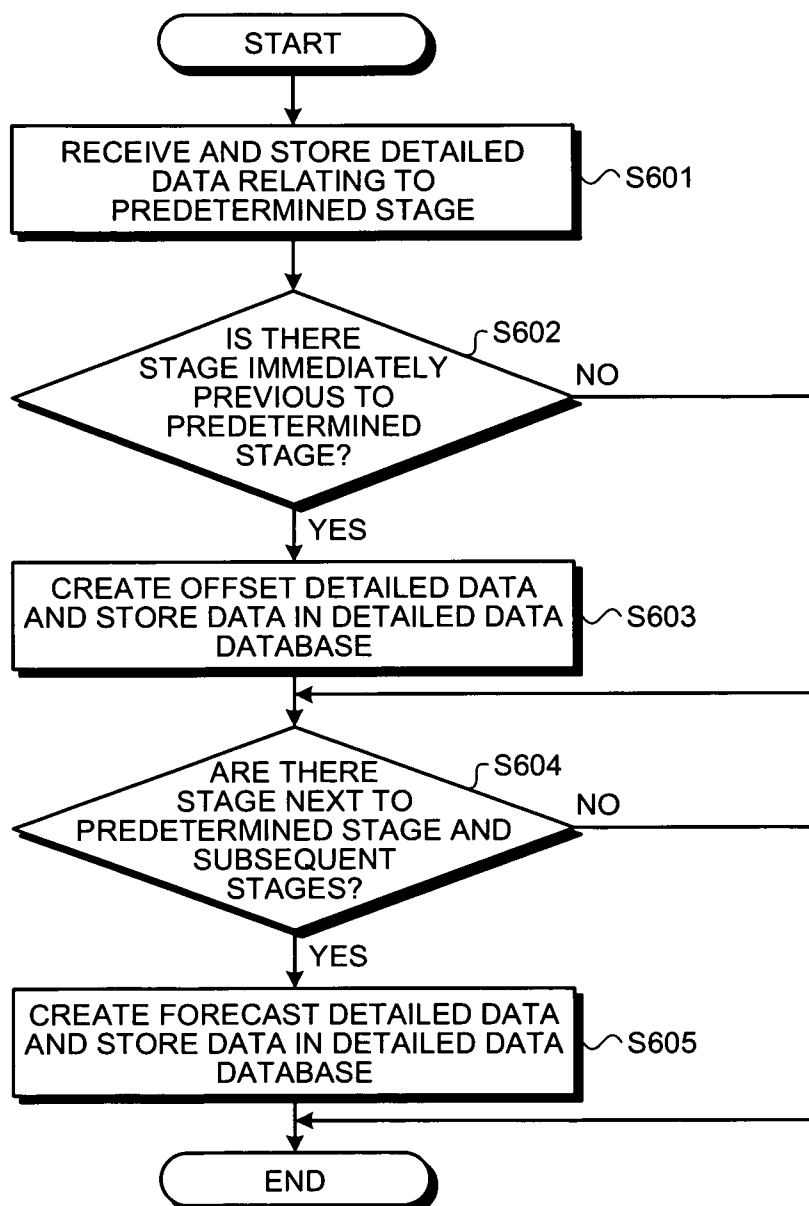 START
RECEIVE AND STORE DETAILED
DATA RELATING TO
PREDETERMINED STAGE
S601
IS THERE
STAGE IMMEDIATELY
PREVIOUS TO
PREDETERMINED
STAGE?
S602
NO
YES
CREATE OFFSET DETAILED DATA
AND STORE DATA IN DETAILED DATA
DATABASE
S603
ARE THERE
STAGE NEXT TO
PREDETERMINED STAGE AND
SUBSEQUENT
STAGES?
S604
NO
YES
CREATE FORECAST DETAILED DATA
AND STORE DATA IN DETAILED DATA
DATABASE
S605
END